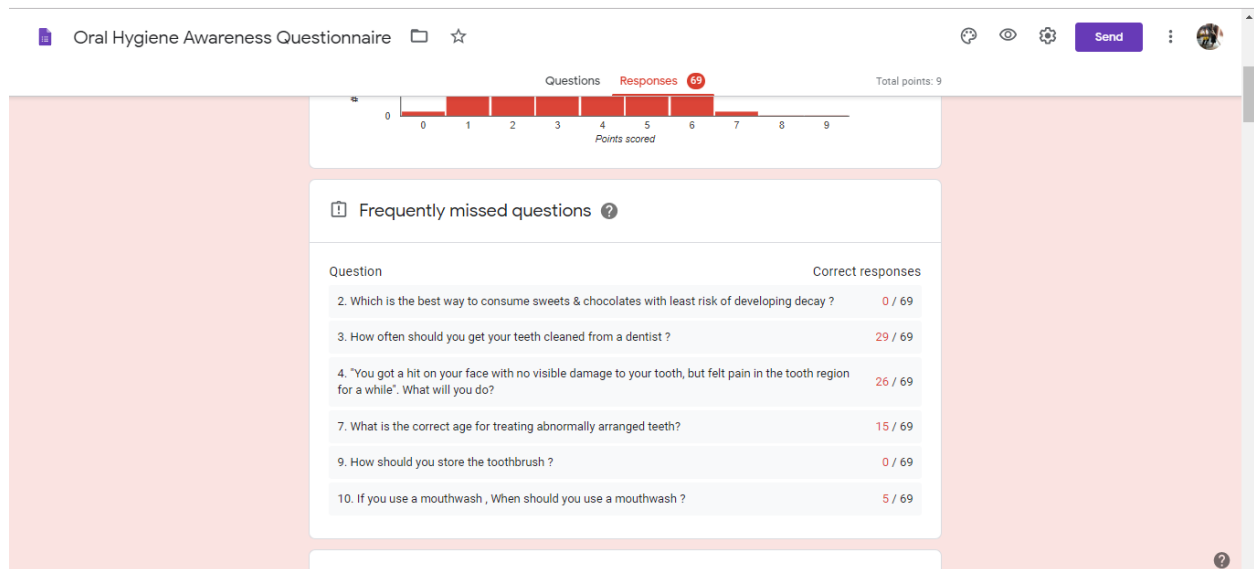 Oral Hygiene Awareness Questionnaire
Send
Questions Responses 69
Total points: 9
0
0 1 2 3 4 5 6 7 8 9
Points scored
Frequently missed questions
Question Correct responses
2. Which is the best way to consume sweets & chocolates with least risk of developing decay ? 0 / 69
3. How often should you get your teeth cleaned from a dentist ? 29 / 69
4. "You got a hit on your face with no visible damage to your tooth, but felt pain in the tooth region
for a while". What will you do? 26 / 69
7. What is the correct age for treating abnormally arranged teeth? 15 / 69
9. How should you store the toothbrush ? 0 / 69
10. If you use a mouthwash , When should you use a mouthwash ? 5 / 69